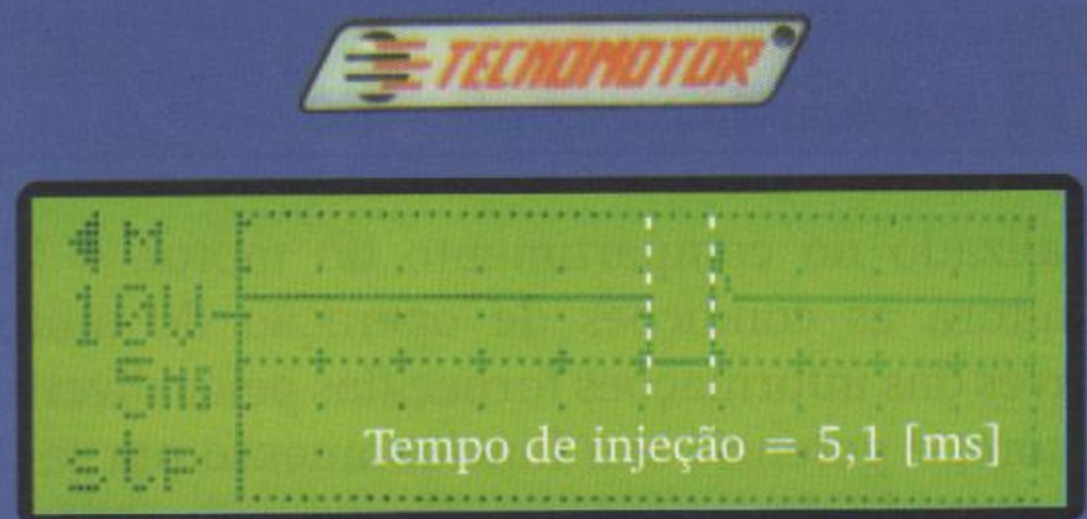 TECNOMOTOR
M
10V
5ms
stp
Tempo de injeção = 5,1 [ms]